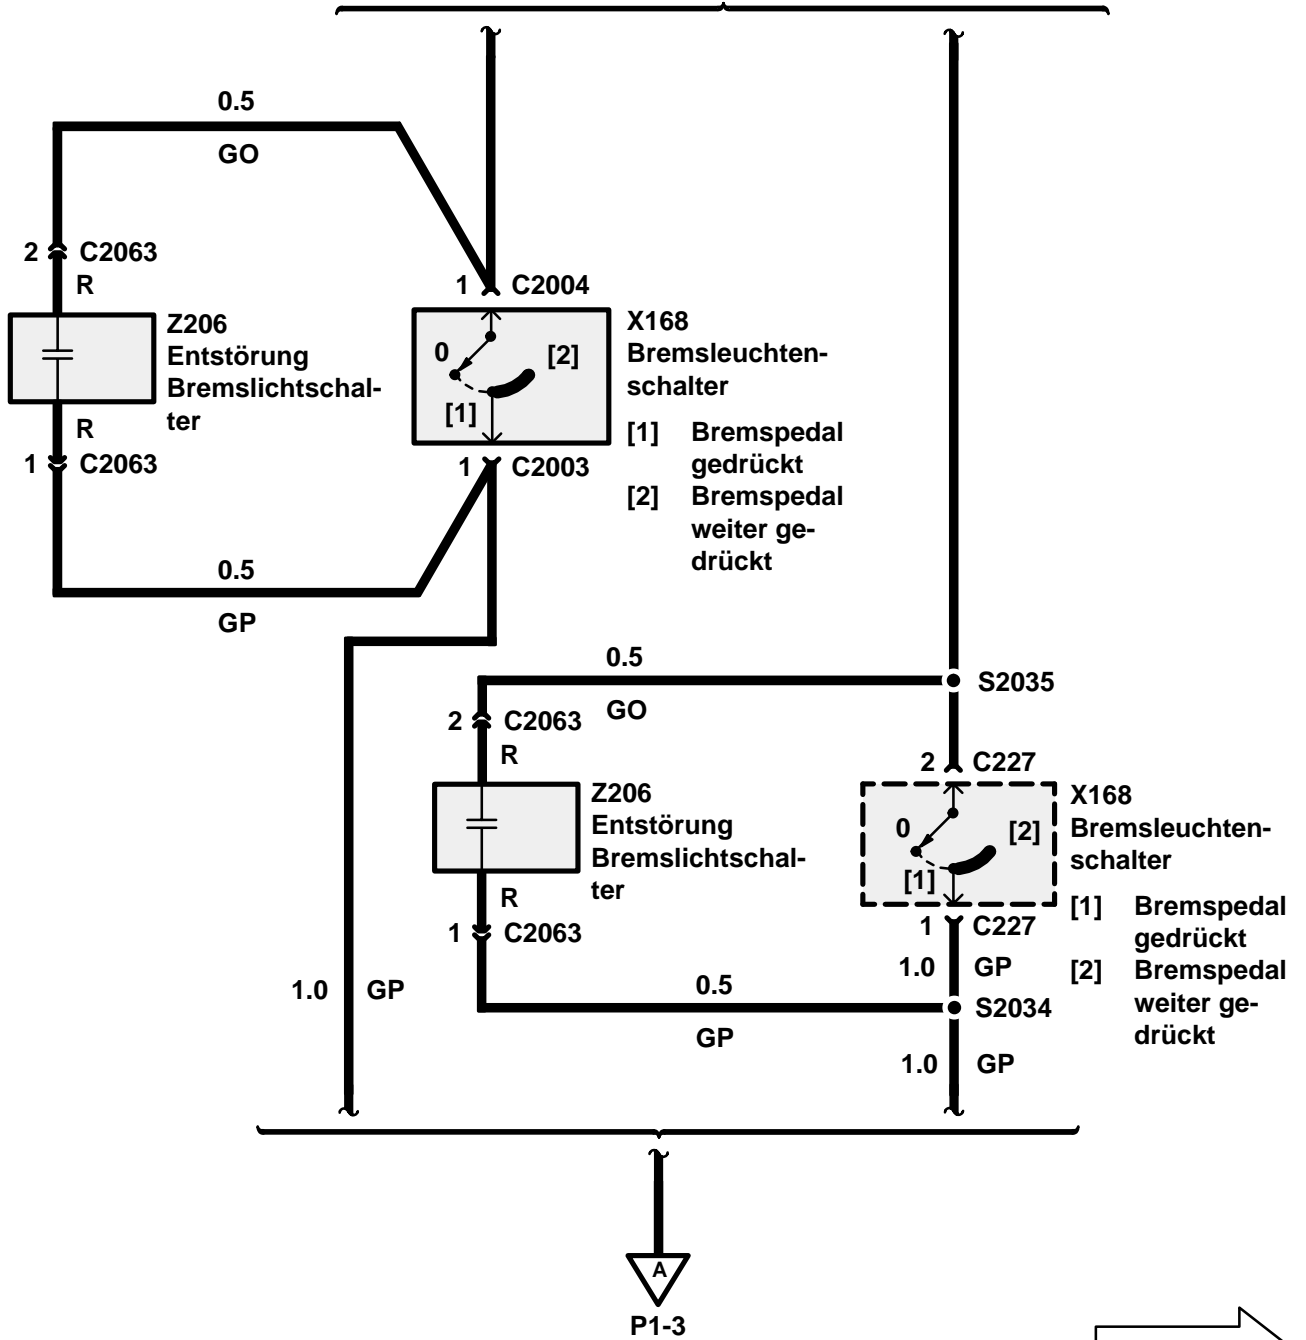 0.5
GO
2 C2063
R
Z206
Entstörung
Bremslichtschal-
ter
R
1 C2063
0.5
GP
1 C2004
0
[2]
[1]
1 C2003
X168
Bremsleuchten-
schalter
[1] Bremspedal
gedrückt
[2] Bremspedal
weiter ge-
drückt
1.0 GP
0.5
GO
S2035
2 C2063
R
Z206
Entstörung
Bremslichtschal-
ter
R
1 C2063
0.5
GP
2 C227
0
[2]
[1]
1 C227
X168
Bremsleuchten-
schalter
[1] Bremspedal
gedrückt
[2] Bremspedal
weiter ge-
drückt
1.0 GP
S2034
1.0 GP
A
P1-3